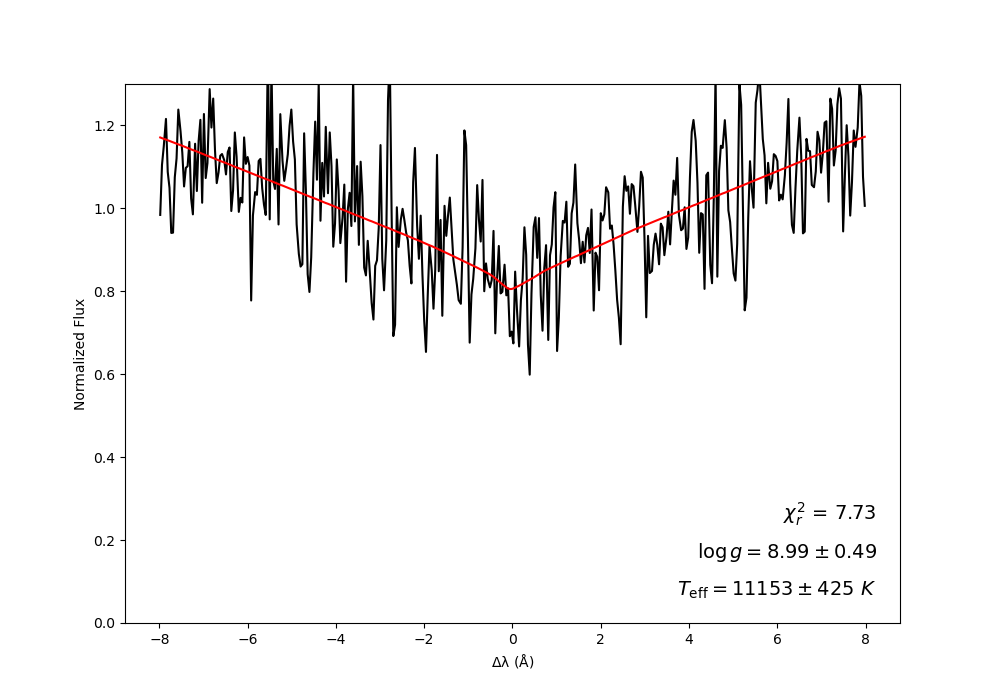 1.2
1.0
0.8
0.6
0.4
0.2
0.0
Normalized Flux
χ²ᵣ = 7.73
log g = 8.99 ± 0.49
T_eff = 11153 ± 425 K
−8 −6 −4 −2 0 2 4 6 8
Δλ (Å)